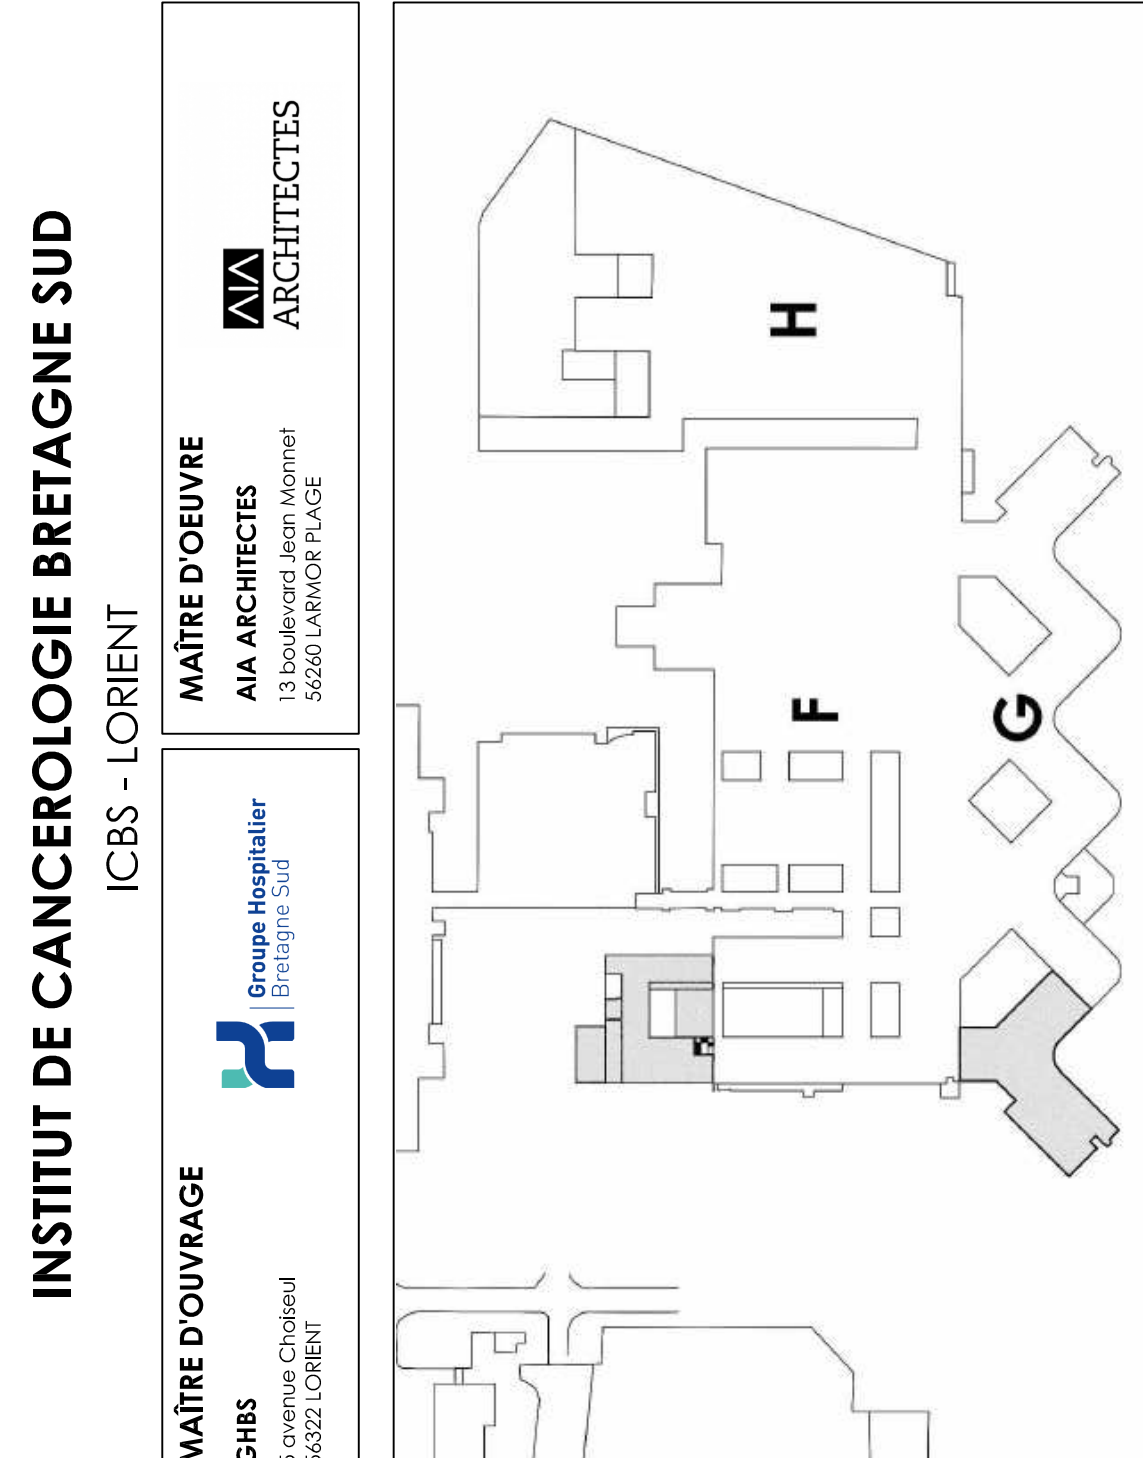 INSTITUT DE CANCEROLOGIE BRETAGNE SUD
ICBS - LORIENT
MAÎTRE D'OUVRAGE
GHBS
avenue Choiseul
56322 LORIENT
Groupe Hospitalier
Bretagne Sud
MAÎTRE D'OEUVRE
AIA ARCHITECTES
13 boulevard Jean Monnet
56260 LARMOR PLAGE
AIA
ARCHITECTES
H
F
G